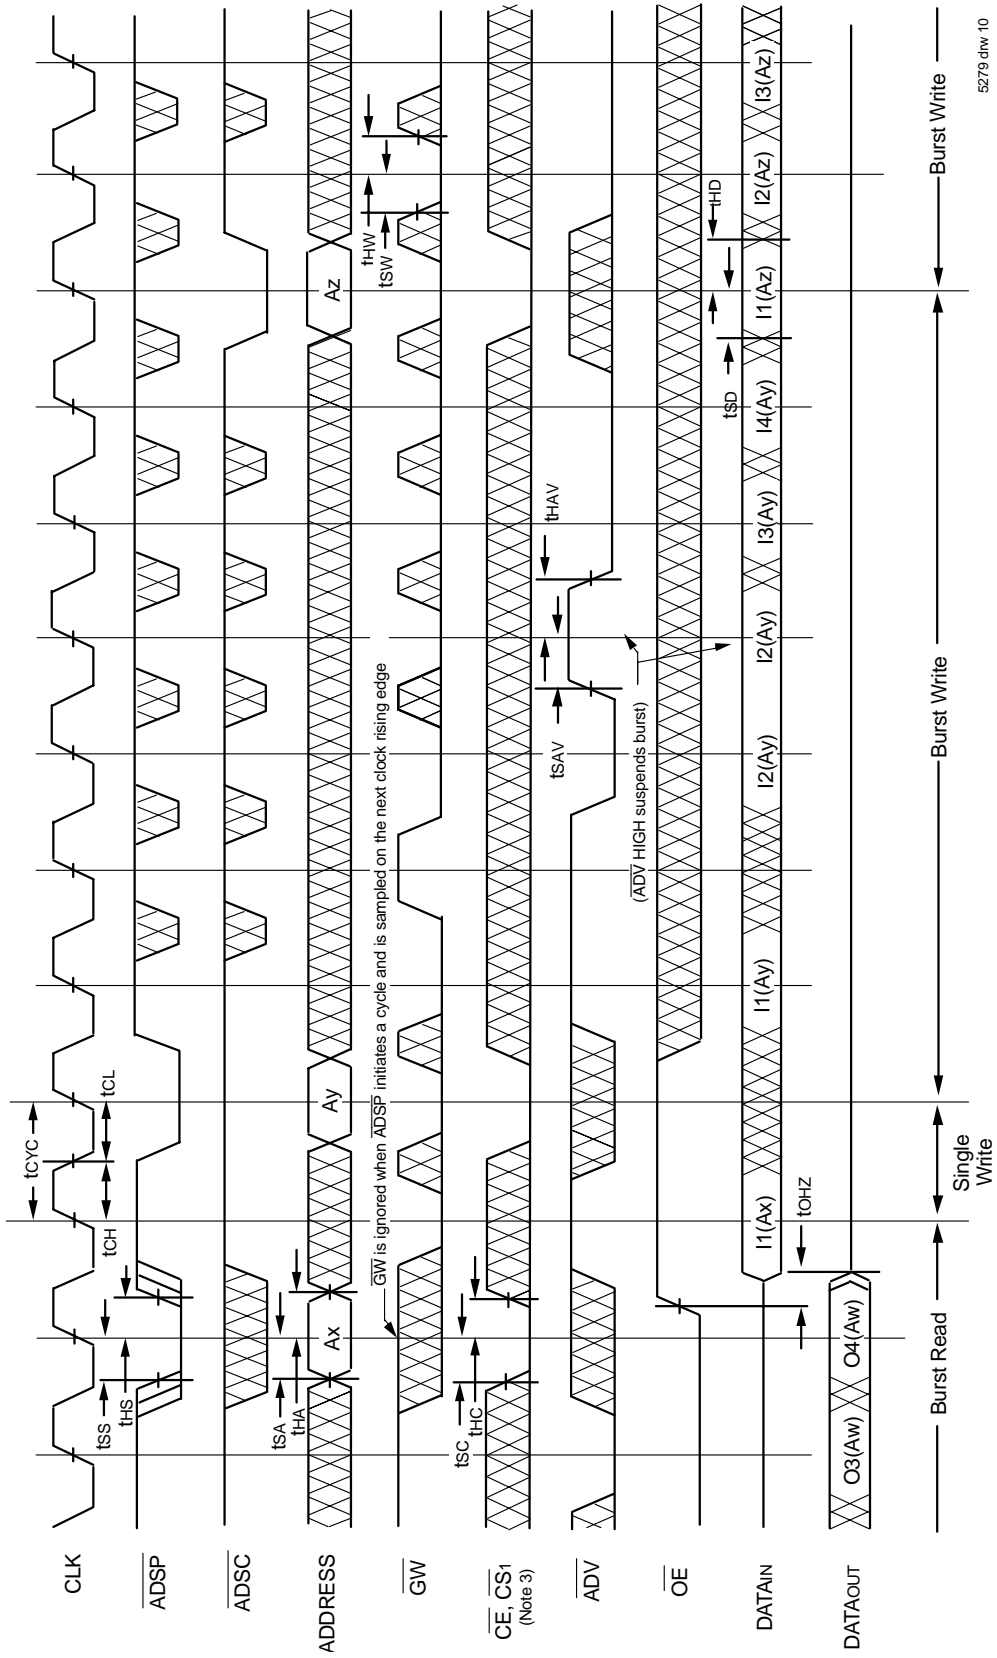 CLK
tCYC
tCH
tCL
ADSP
tSS
tHS
ADSC
ADDRESS
tSA
tHA
Ax
Ay
Az
GW
GW is ignored when ADSP initiates a cycle and is sampled on the next clock rising edge
tHW
tSW
CE, CS1
(Note 3)
tSC
tHC
ADV
tSAV
tHAV
(ADV HIGH suspends burst)
OE
DATAIN
I1(Ax)
I1(Ay)
I2(Ay)
I2(Ay)
I3(Ay)
I4(Ay)
I1(Az)
I2(Az)
I3(Az)
tSD
tHD
tOHZ
DATAOUT
O3(Aw)
O4(Aw)
Burst Read
Single
Write
Burst Write
Burst Write
5279 drw 10